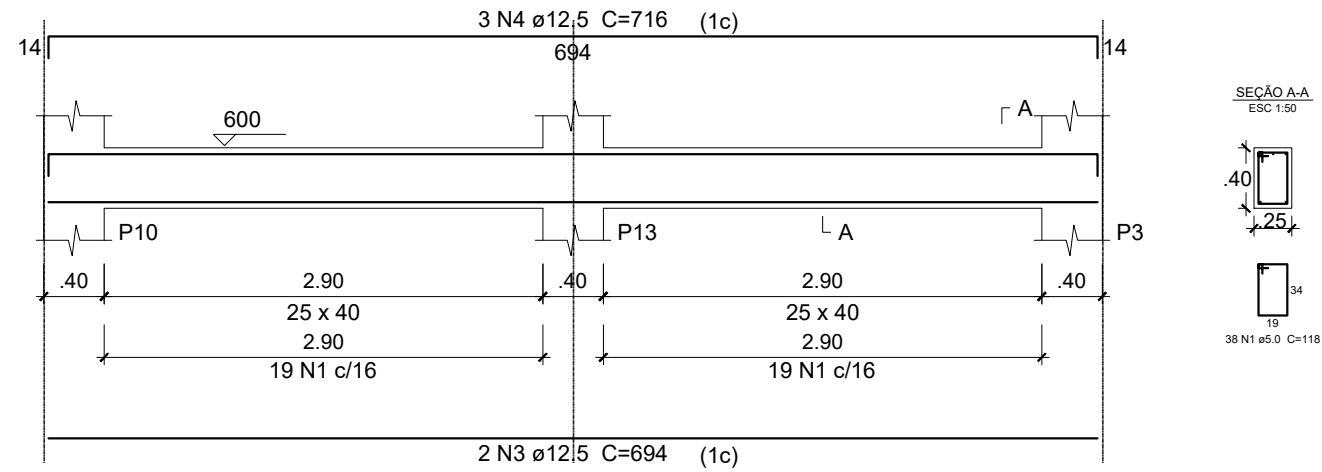 3 N4 ø12.5 C=716 (1c)
14
694
14
SEÇÃO A-A
ESC 1:50
600
A
.40
.25
P10
P13
A
P3
.40
2.90
.40
2.90
.40
25 x 40
25 x 40
34
19
38 N1 ø5.0 C=118
2.90
2.90
19 N1 c/16
19 N1 c/16
2 N3 ø12.5 C=694 (1c)